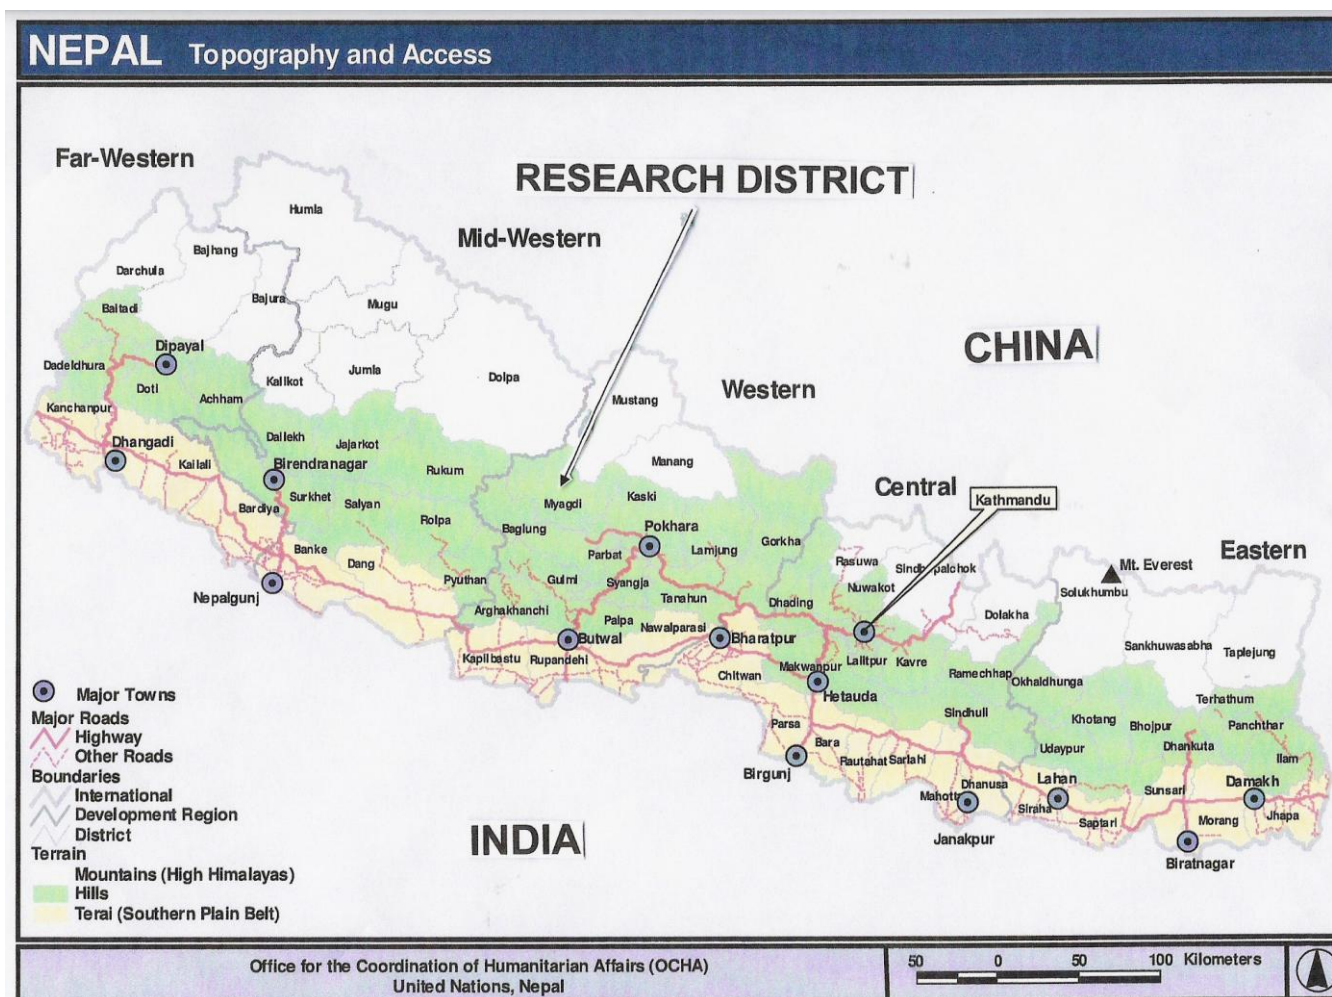 NEPAL Topography and Access
Far-Western
RESEARCH DISTRICT
Humla
Mid-Western
Bajhang
Darchula
Bajura
Mugu
Baitadi
CHINA
Dipayal
Dadeldhura
Jumla
Dolpa
Kalikot
Western
Doti
Achham
Mustang
Kanchanpur
Dallekh
Jajarkot
Dhangadi
Kailali
Birendranagar
Rukum
Manang
Central
Kathmandu
Surkhet
Salyan
Myagdi
Kaski
Bardiya
Rolpa
Baglung
Pokhara
Gorkha
Eastern
Banke
Parbat
Lamjung
Rasuwa
Mt. Everest
Dang
Pyuthan
Gulmi
Syangja
Nuwakot
Solukhumbu
Nepalgunj
Tanahun
Dhading
Arghakhanchi
Dolakha
Palpa
Nawalparasi
Butwal
Bharatpur
Sankhuwasabha
Taplejung
Kapilbastu
Rupandehi
Makwanpur
Lalitpur
Kavre
Chitwan
Ramechhap
Okhaldhunga
Hetauda
Terhathum
Sindhuli
Khotang
Bhojpur
Panchthar
Parsa
Bara
Udaypur
Dhankuta
Ilam
Birgunj
Rautahat
Sarlahi
Dhanusa
Lahan
Sunsari
Damakh
Siraha
Saptari
Morang
Jhapa
Janakpur
INDIA
Biratnagar
Major Towns
Major Roads
Highway
Other Roads
Boundaries
International
Development Region
District
Terrain
Mountains (High Himalayas)
Hills
Terai (Southern Plain Belt)
Office for the Coordination of Humanitarian Affairs (OCHA)
United Nations, Nepal
50 0 50 100 Kilometers